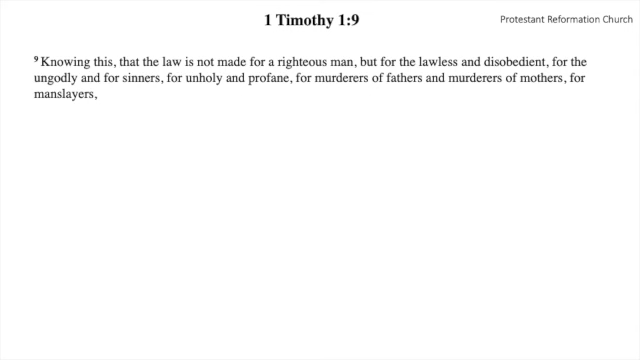 1 Timothy 1:9
Protestant Reformation Church
9 Knowing this, that the law is not made for a righteous man, but for the lawless and disobedient, for the
ungodly and for sinners, for unholy and profane, for murderers of fathers and murderers of mothers, for
manslayers,